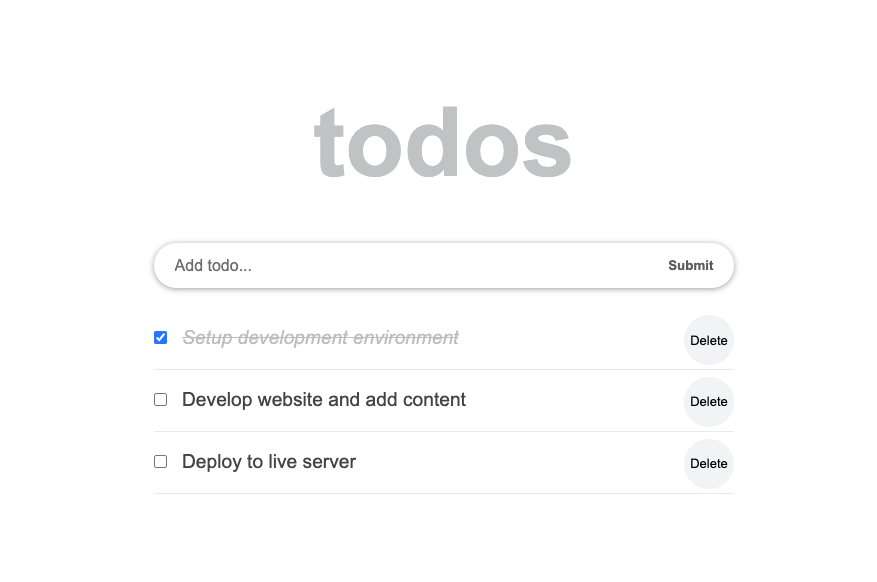 todos
Add todo... Submit
Setup development environment Delete
Develop website and add content Delete
Deploy to live server Delete